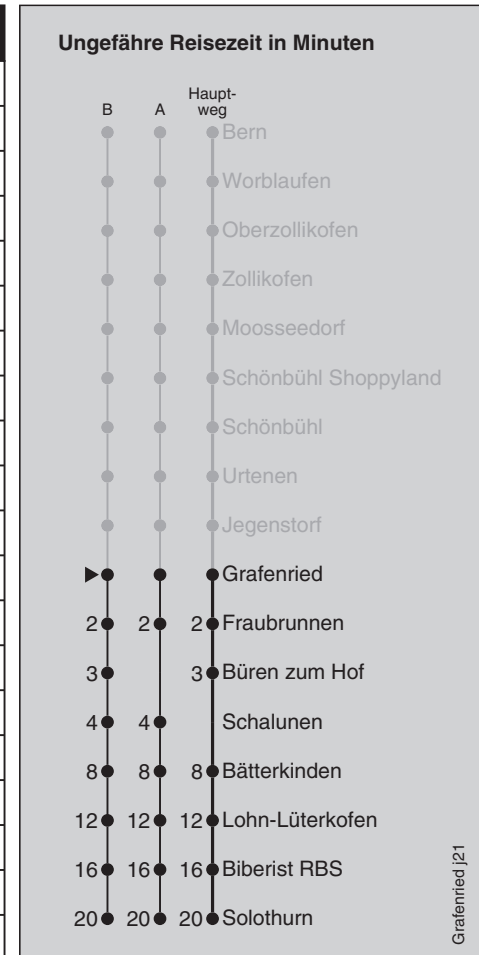 Ungefähre Reisezeit in Minuten
B A Haupt-
weg
Bern
Worblaufen
Oberzollikofen
Zollikofen
Moosseedorf
Schönbühl Shoppyland
Schönbühl
Urtenen
Jegenstorf
Grafenried
2 2 2 Fraubrunnen
3 3 Büren zum Hof
4 4 Schalunen
8 8 8 Bätterkinden
12 12 12 Lohn-Lüterkofen
16 16 16 Biberist RBS
20 20 20 Solothurn
Grafenried j21